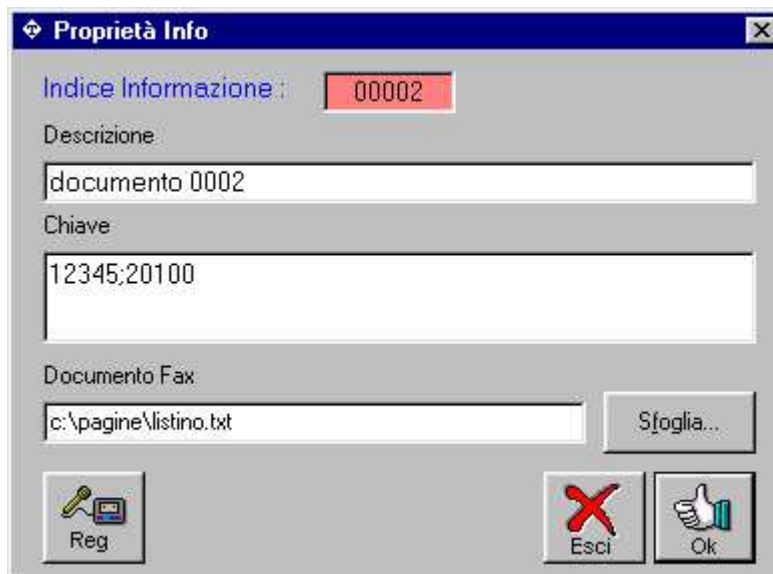 Proprietà Info
Indice Informazione : 00002
Descrizione
documento 0002
Chiave
12345;20100
Documento Fax
c:\pagine\listino.txt Sfoglia...
Reg Esci Ok